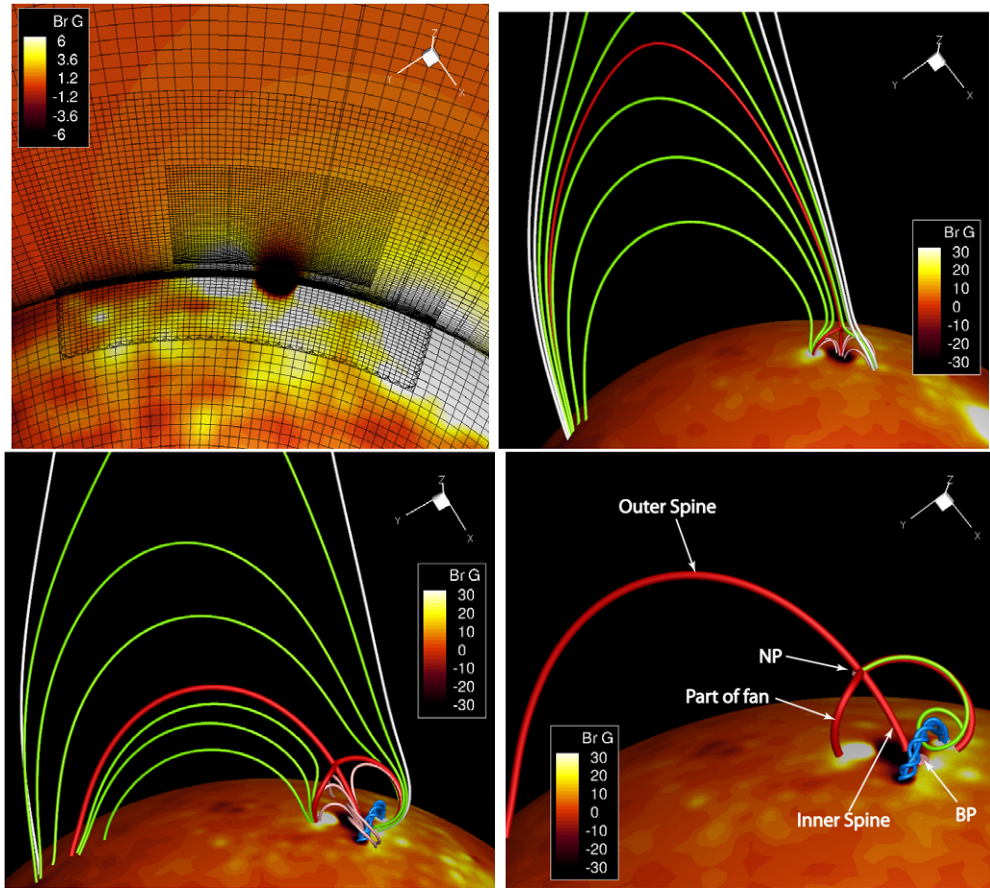 Br G
6
3.6
1.2
-1.2
-3.6
-6
Z
Y
X
Z
Y
X
Br G
30
20
10
0
-10
-20
-30
Z
Y
X
Br G
30
20
10
0
-10
-20
-30
Outer Spine
Z
Y
X
NP
Part of fan
Br G
30
20
10
0
-10
-20
-30
Inner Spine
BP